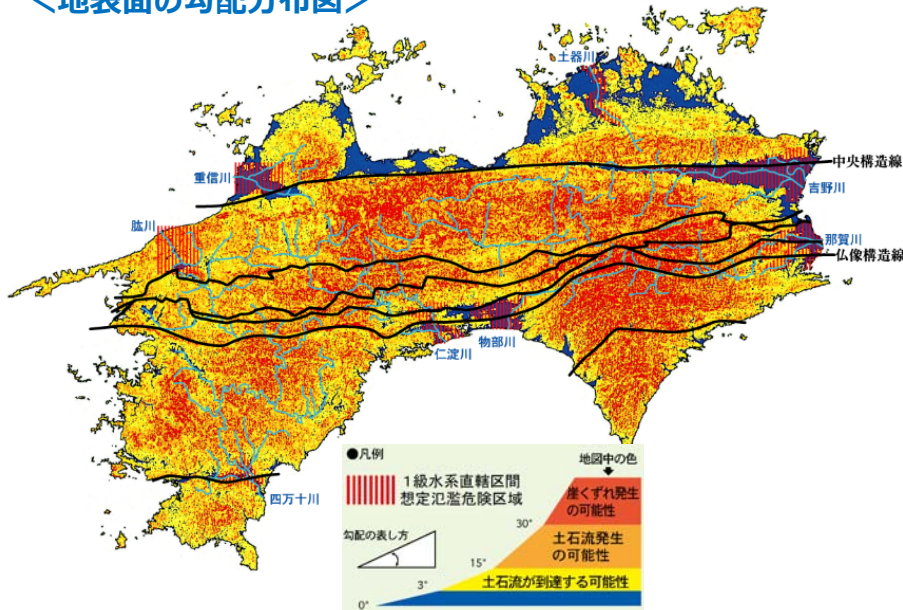 ＜地表面の勾配分布図＞
土器川
中央構造線
重信川
吉野川
肱川
那賀川
仏像構造線
物部川
仁淀川
四万十川
●凡例
地図中の色
1級水系直轄区間
想定氾濫危険区域
崖くずれ発生
の可能性
30°
勾配の表し方
土石流発生
の可能性
15°
3°
土石流が到達する可能性
0°